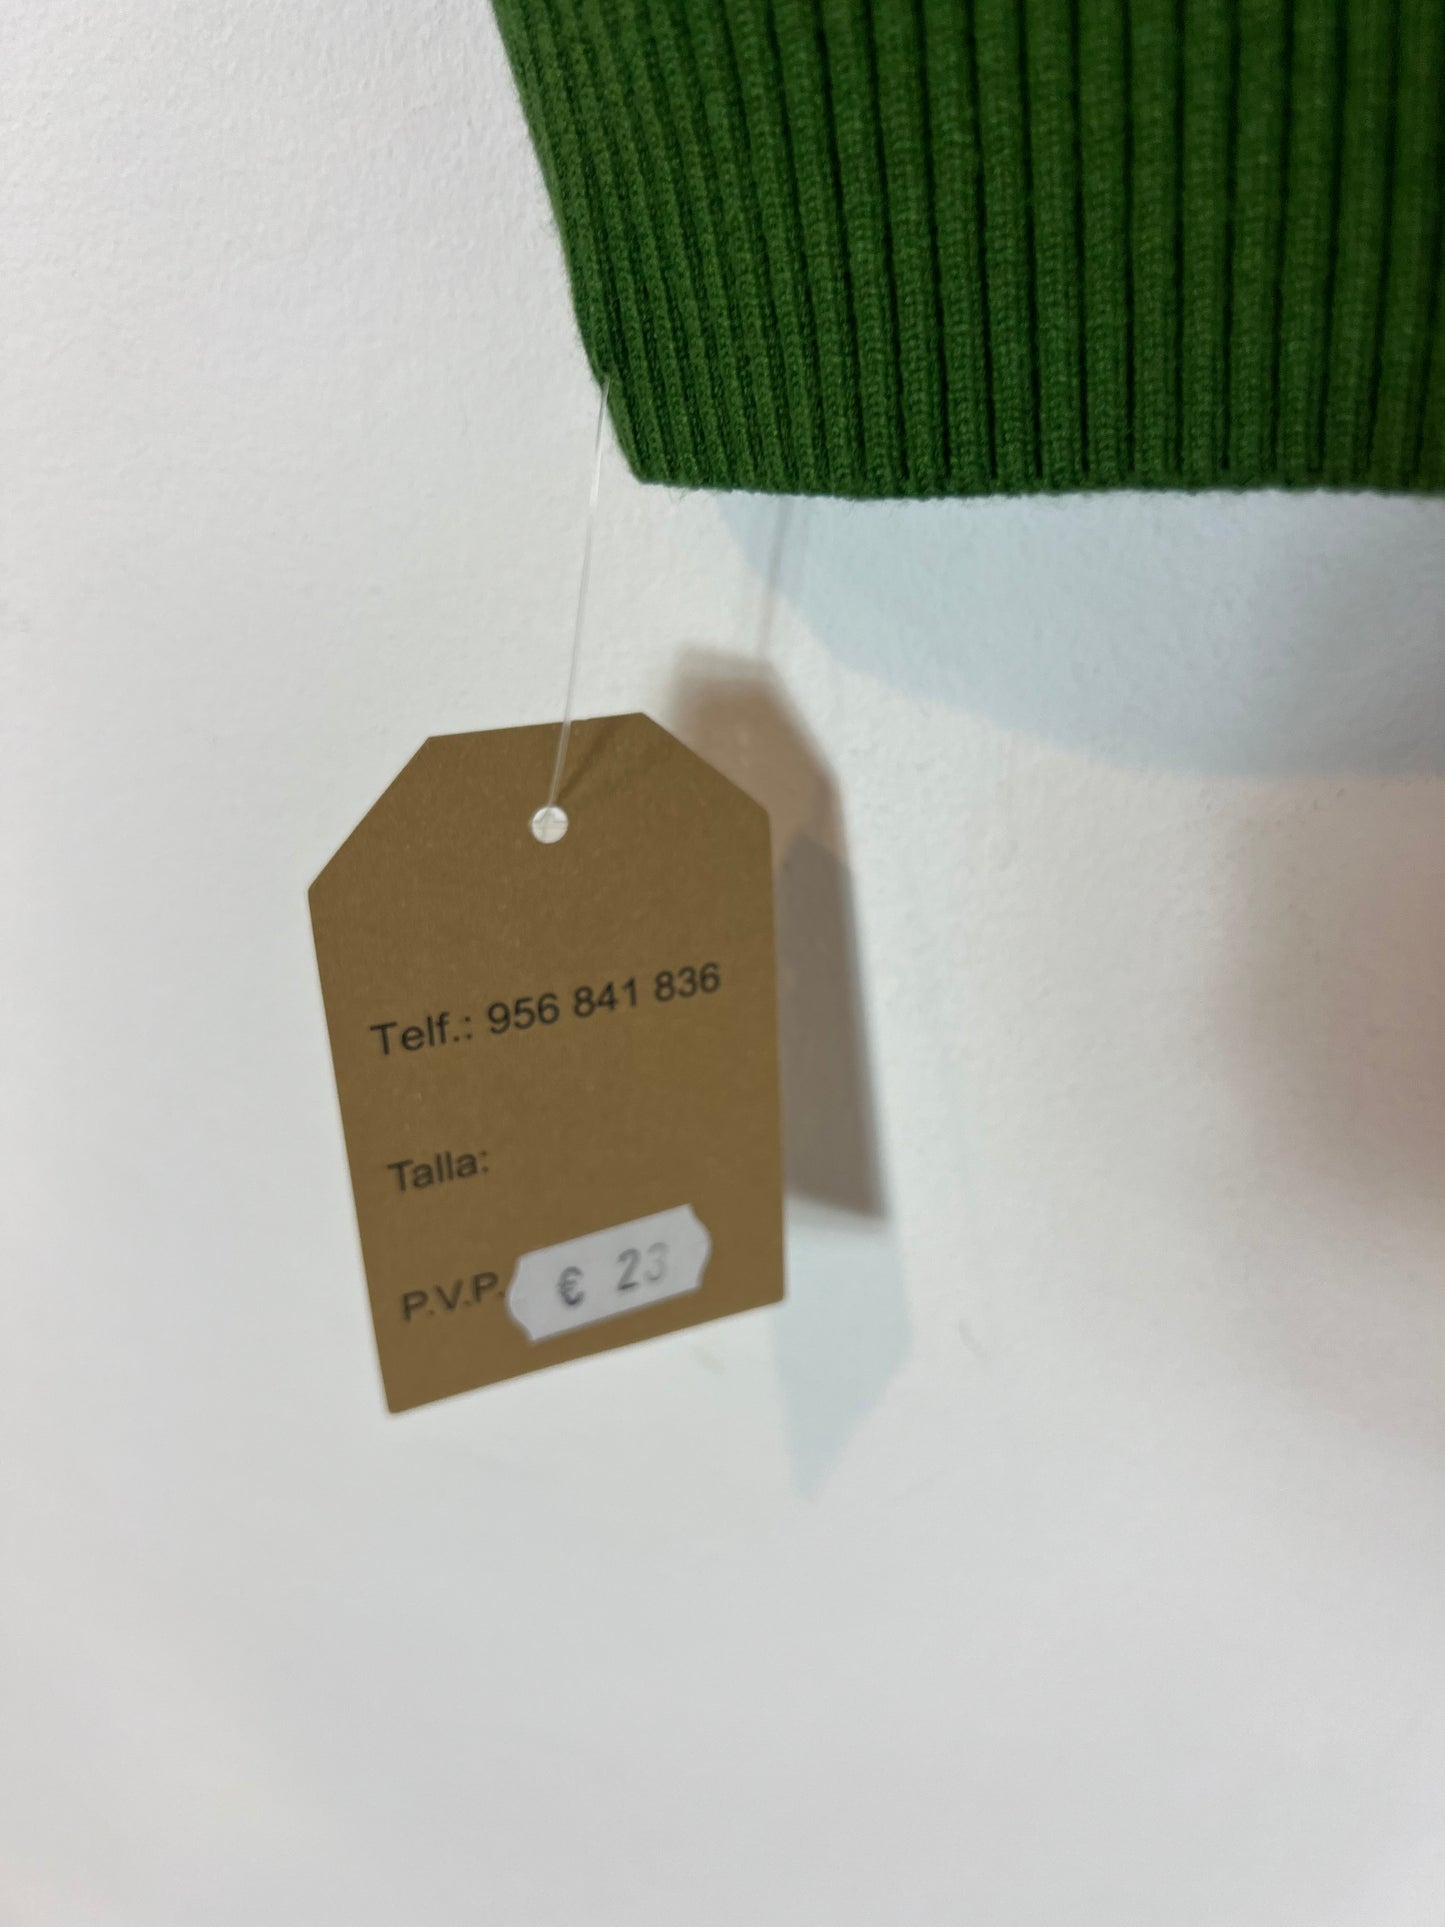 Telf.: 956 841 836
Talla:
P.V.P. € 23